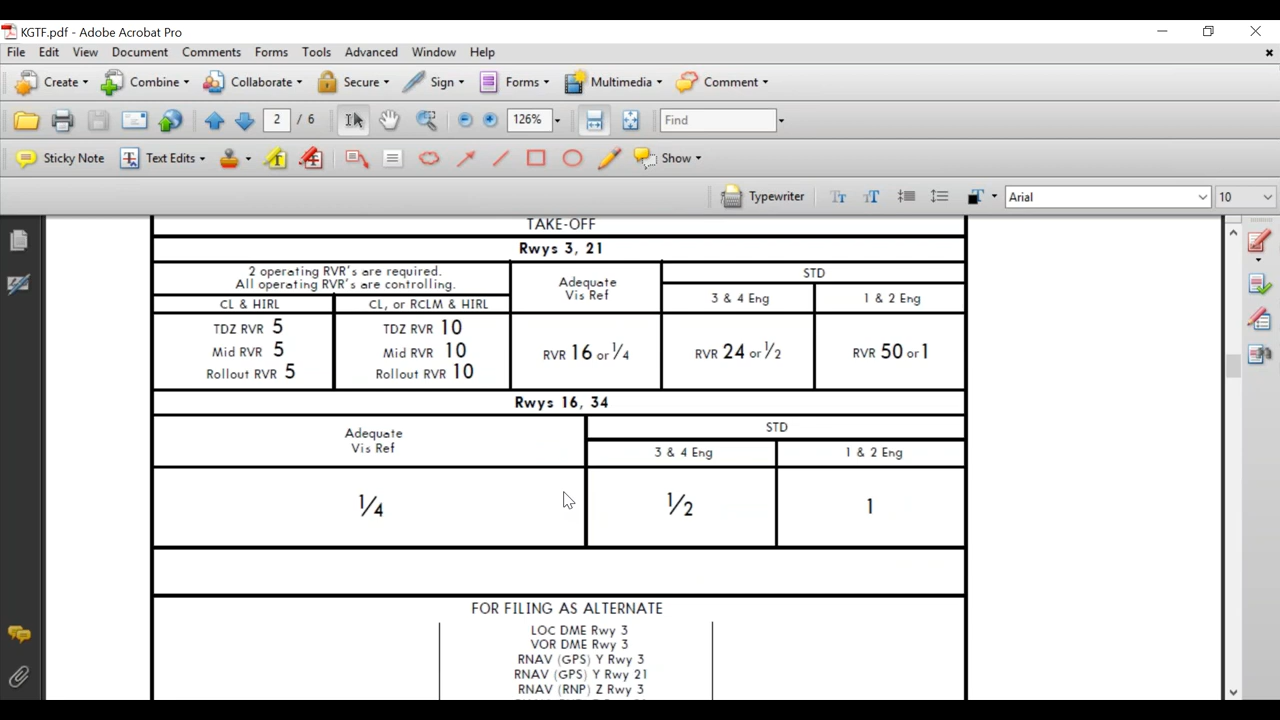 KGTF.pdf - Adobe Acrobat Pro
File Edit View Document Comments Forms Tools Advanced Window Help
Create Combine Collaborate Secure Sign Forms Multimedia Comment
2 / 6 126% Find
Sticky Note Text Edits Show
Typewriter Arial 10
TAKE-OFF
Rwys 3, 21
2 operating RVR's are required.
All operating RVR's are controlling.
Adequate
Vis Ref
STD
CL & HIRL CL, or RCLM & HIRL 3 & 4 Eng 1 & 2 Eng
TDZ RVR 5
Mid RVR 5
Rollout RVR 5
TDZ RVR 10
Mid RVR 10
Rollout RVR 10
RVR 16 or 1/4
RVR 24 or 1/2
RVR 50 or 1
Rwys 16, 34
Adequate
Vis Ref
STD
3 & 4 Eng 1 & 2 Eng
1/4 1/2 1
FOR FILING AS ALTERNATE
LOC DME Rwy 3
VOR DME Rwy 3
RNAV (GPS) Y Rwy 3
RNAV (GPS) Y Rwy 21
RNAV (RNP) Z Rwy 3